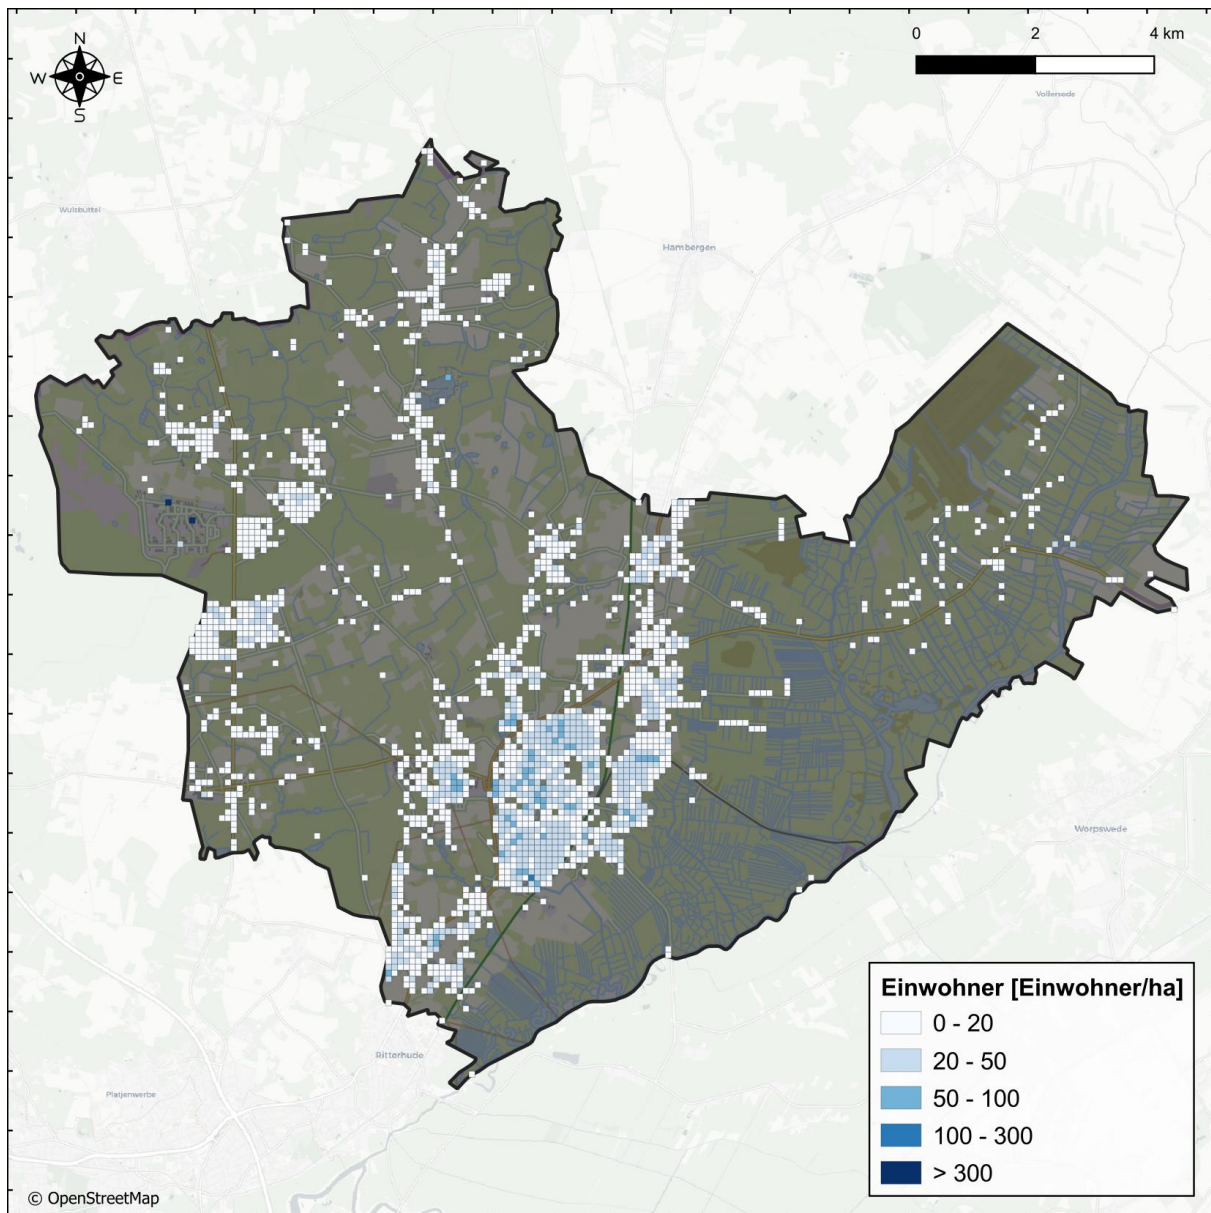 N
W E
S
0 2 4 km
Vollersode
Wulsbüttel
Hambergen
Worpswede
Ritterhude
Platjenwerbe
Einwohner [Einwohner/ha]
0 - 20
20 - 50
50 - 100
100 - 300
> 300
© OpenStreetMap